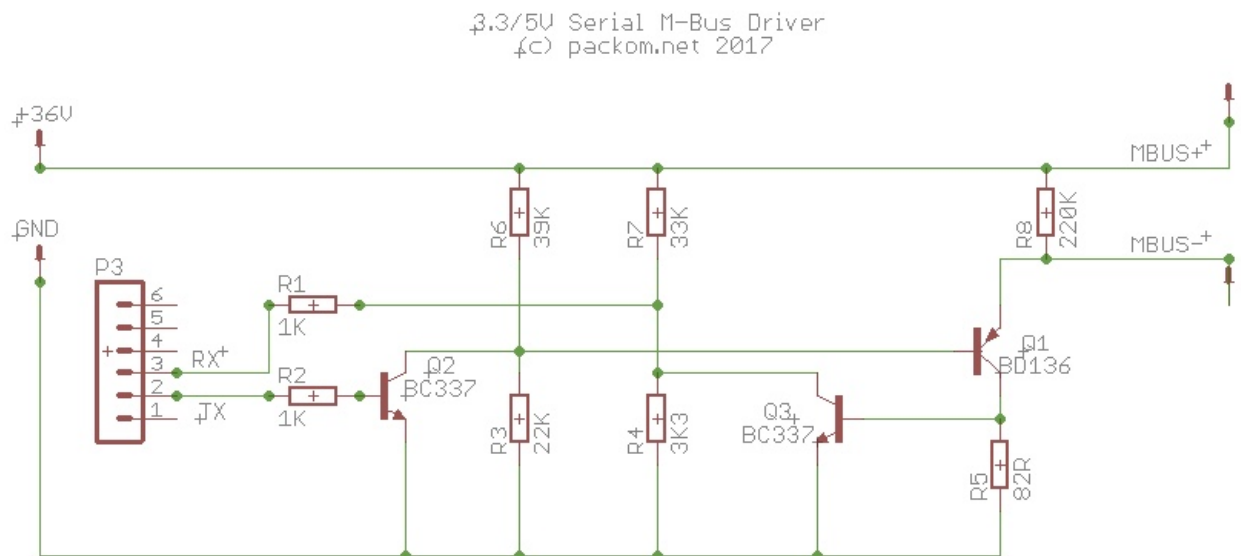 3.3/5V Serial M-Bus Driver
(c) packom.net 2017
+36V
MBUS+
R6
39K
R7
33K
R8
220K
GND
MBUS-
P3
6
5
4
3
2
1
RX
TX
R1
1K
R2
1K
Q2
BC337
Q1
BD136
R3
22K
R4
3K3
Q3
BC337
R5
82R